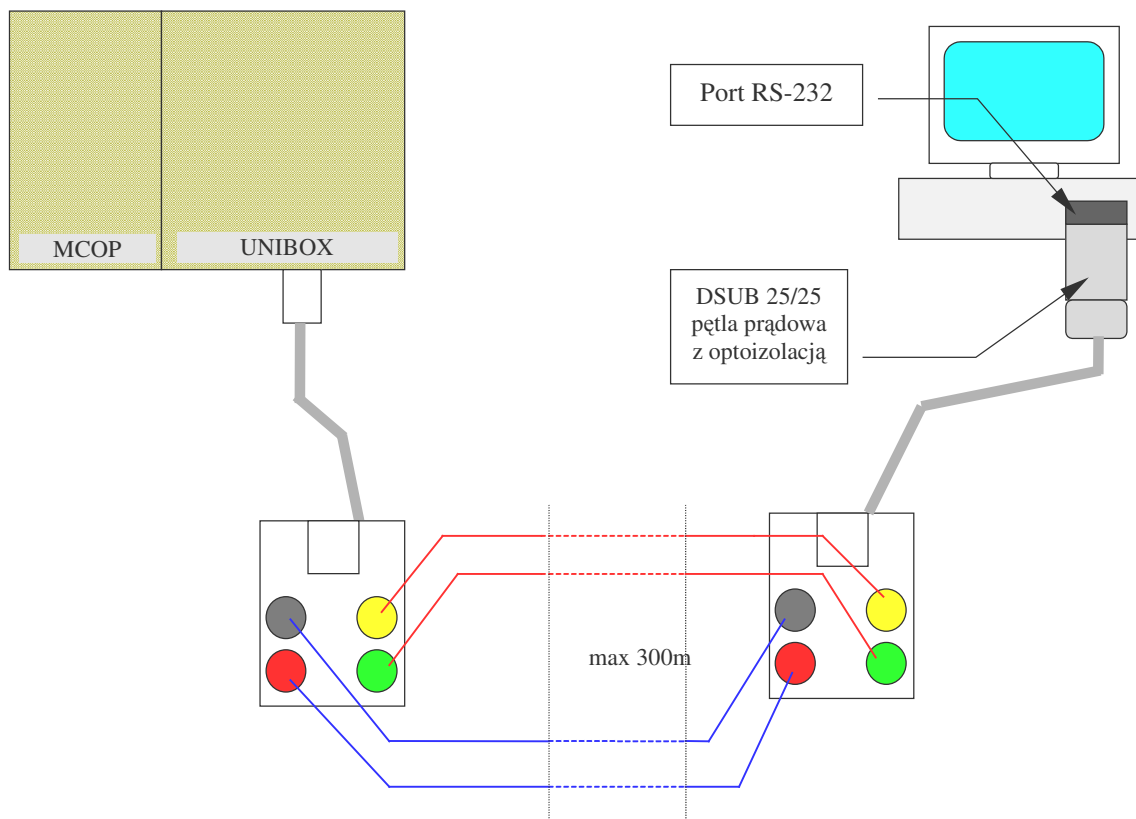 Port RS-232
MCOP
UNIBOX
DSUB 25/25
pętla prądowa
z optoizolacją
max 300m